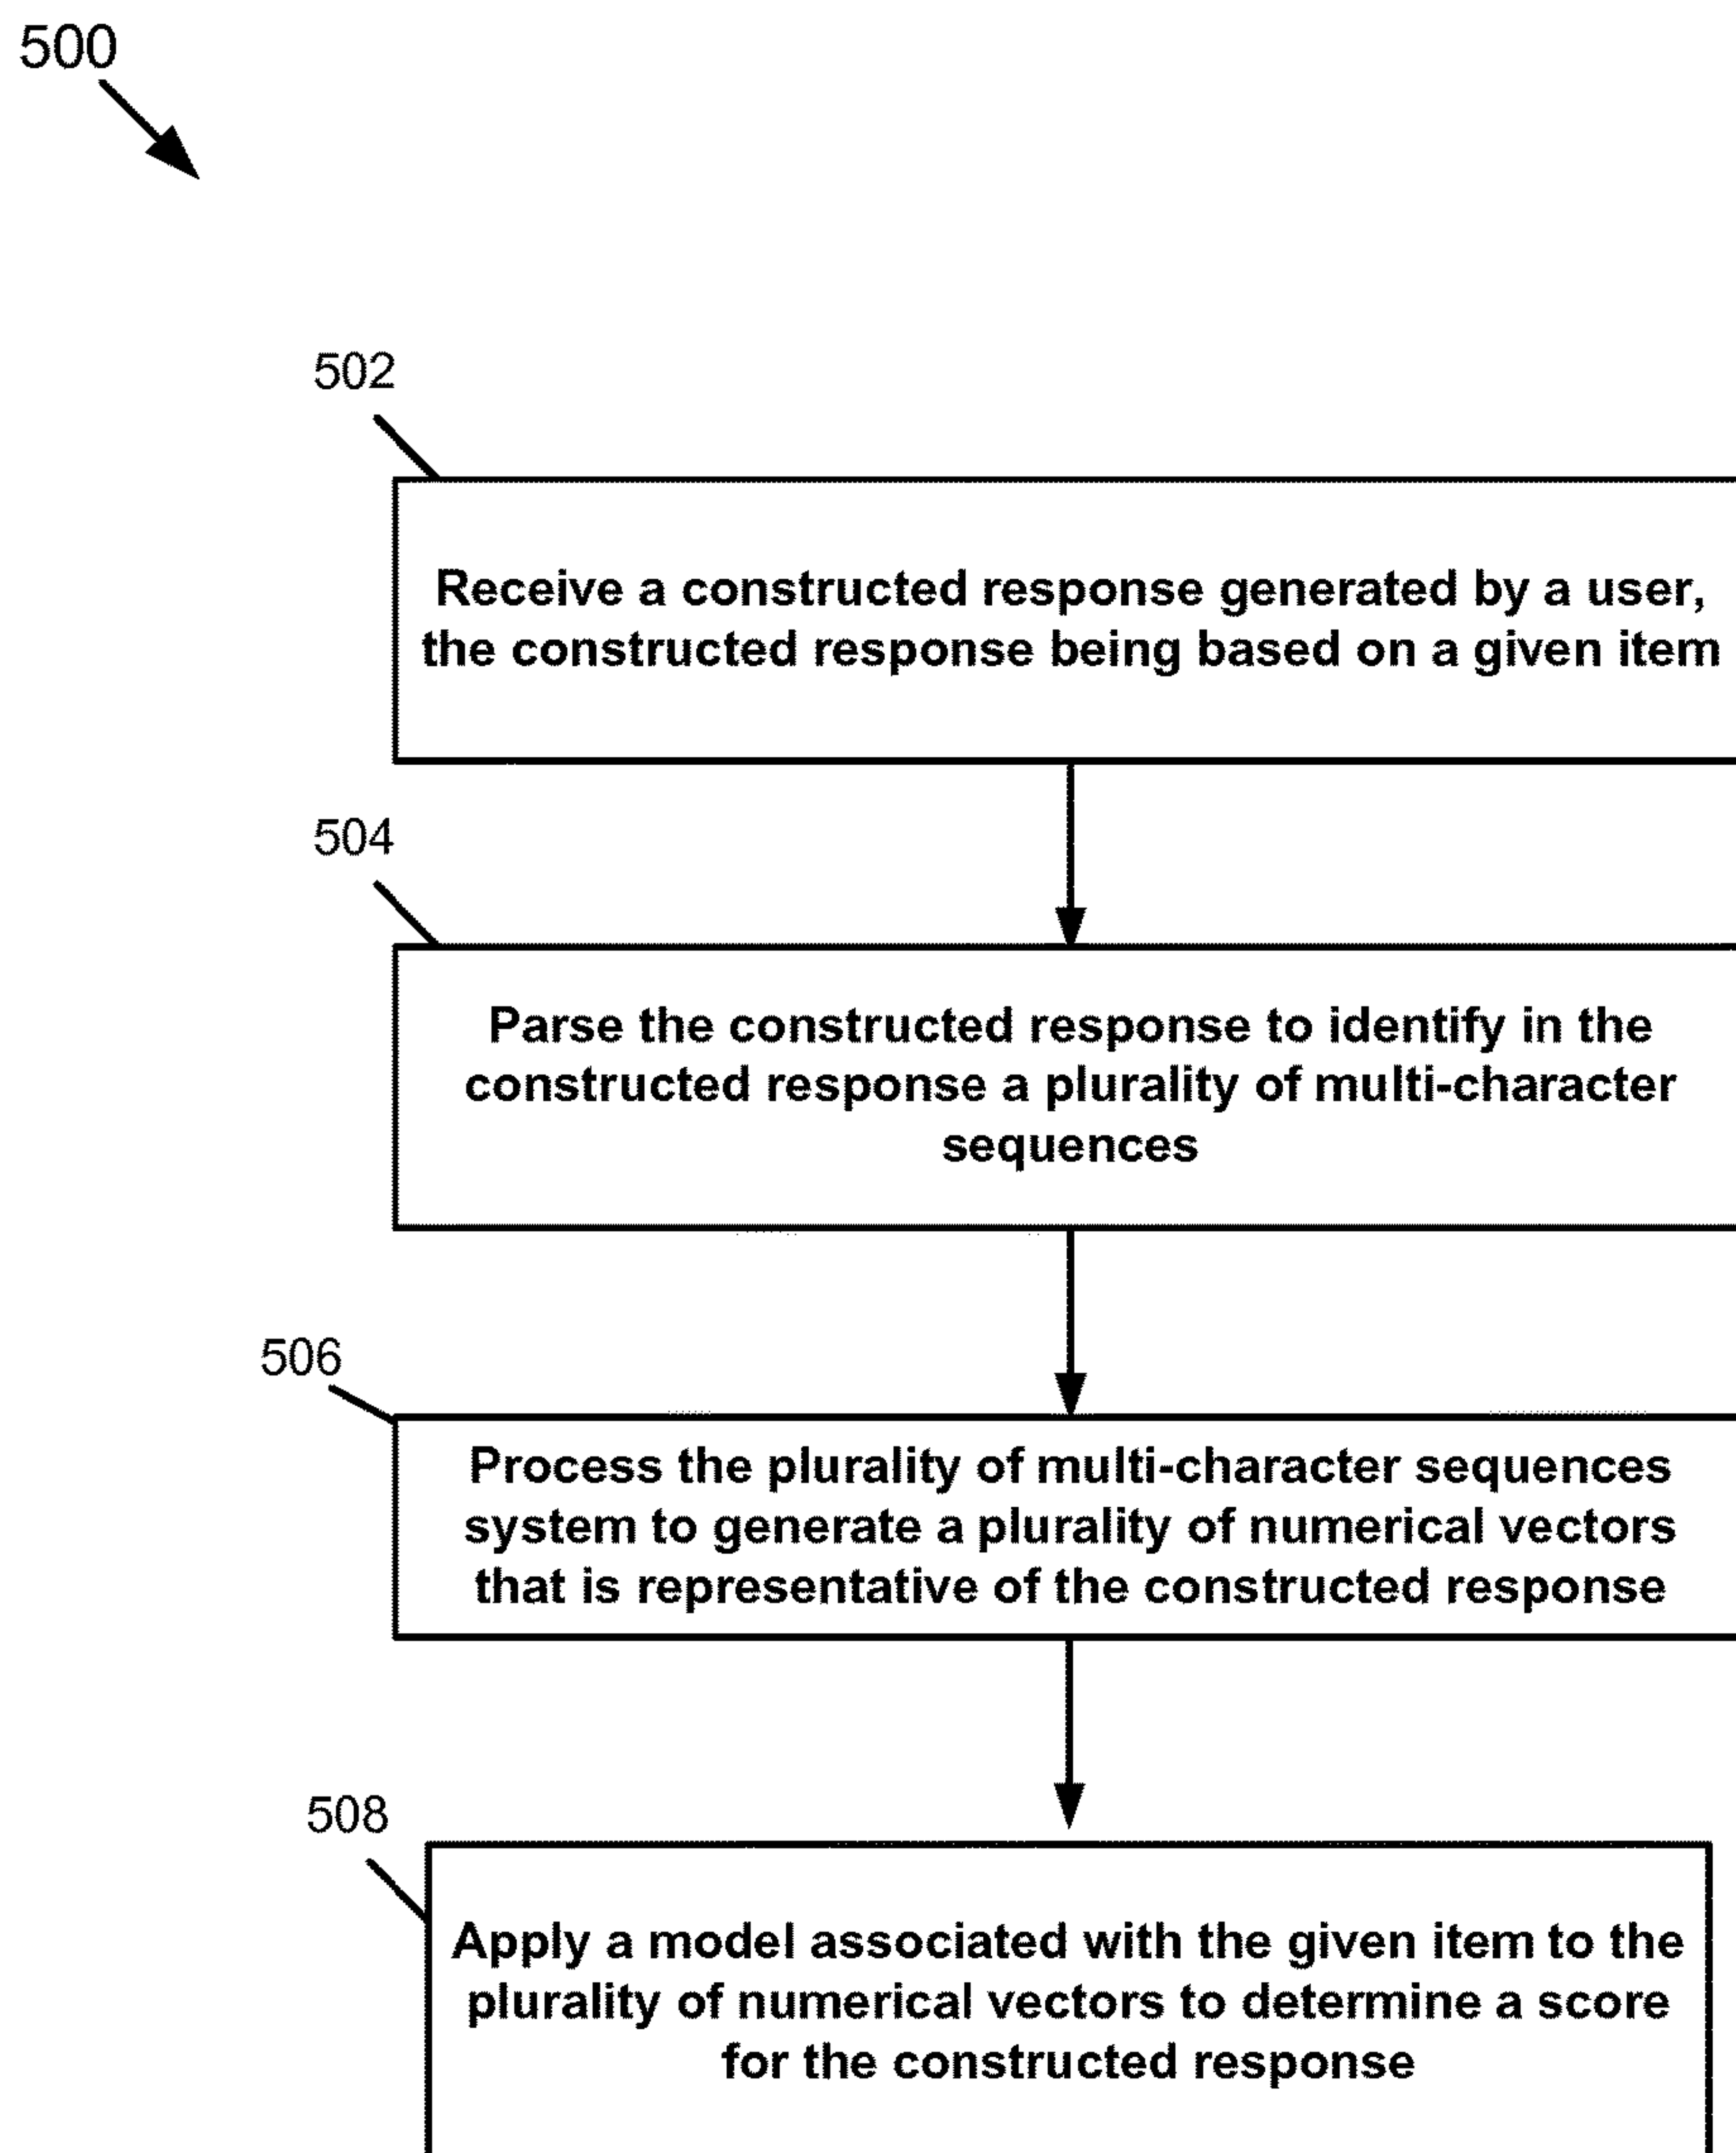 500
502
Receive a constructed response generated by a user,
the constructed response being based on a given item
504
Parse the constructed response to identify in the
constructed response a plurality of multi-character
sequences
506
Process the plurality of multi-character sequences
system to generate a plurality of numerical vectors
that is representative of the constructed response
508
Apply a model associated with the given item to the
plurality of numerical vectors to determine a score
for the constructed response